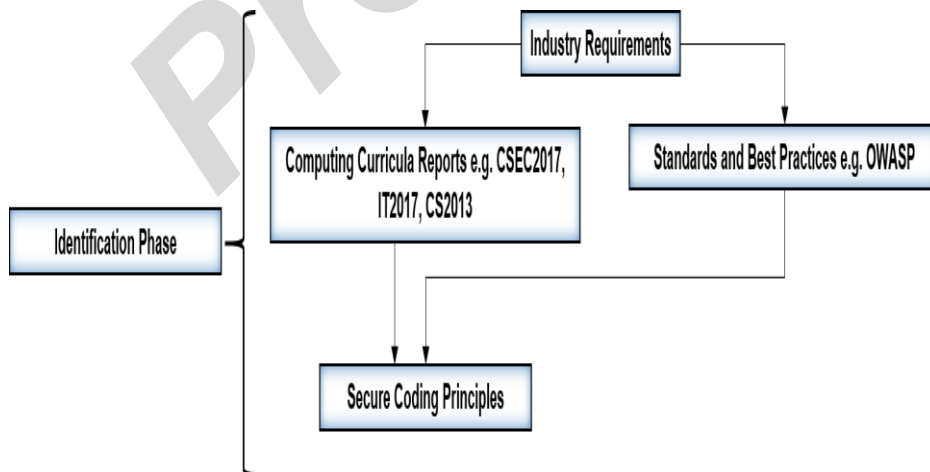 Industry Requirements
Computing Curricula Reports e.g. CSEC2017,
IT2017, CS2013
Standards and Best Practices e.g. OWASP
Identification Phase
Secure Coding Principles